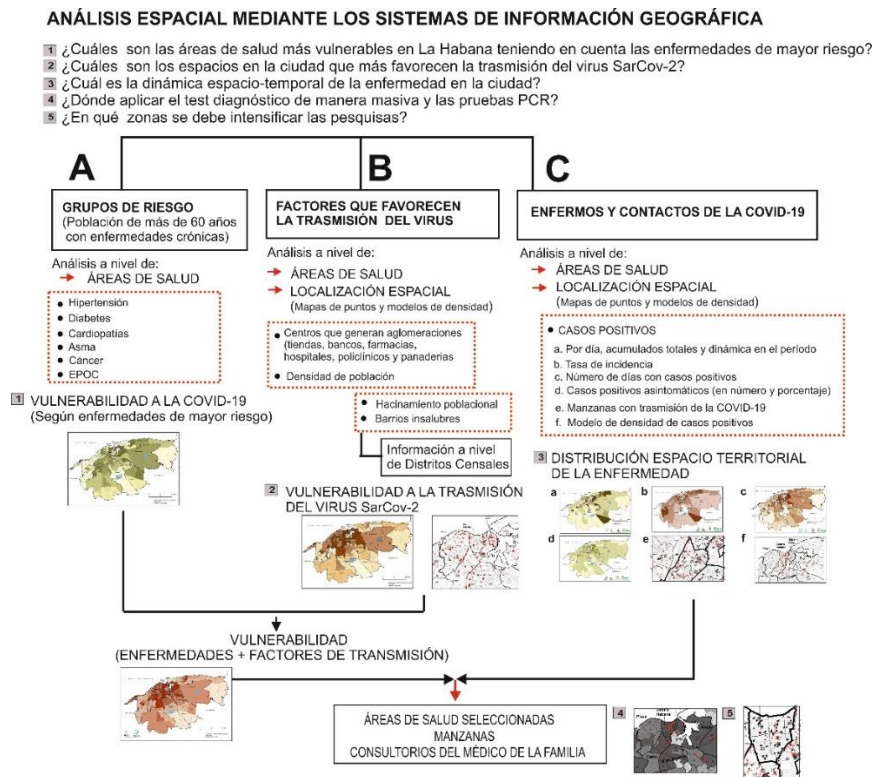 ANÁLISIS ESPACIAL MEDIANTE LOS SISTEMAS DE INFORMACIÓN GEOGRÁFICA
1 ¿Cuáles son las áreas de salud más vulnerables en La Habana teniendo en cuenta las enfermedades de mayor riesgo?
2 ¿Cuáles son los espacios en la ciudad que más favorecen la trasmisión del virus SarCov-2?
3 ¿Cuál es la dinámica espacio-temporal de la enfermedad en la ciudad?
4 ¿Dónde aplicar el test diagnóstico de manera masiva y las pruebas PCR?
5 ¿En qué zonas se debe intensificar las pesquisas?
A
GRUPOS DE RIESGO
(Población de más de 60 años
con enfermedades crónicas)
Análisis a nivel de:
ÁREAS DE SALUD
Hipertensión
Diabetes
Cardiopatías
Asma
Cáncer
EPOC
1 VULNERABILIDAD A LA COVID-19
(Según enfermedades de mayor riesgo)
B
FACTORES QUE FAVORECEN
LA TRASMISIÓN DEL VIRUS
Análisis a nivel de:
ÁREAS DE SALUD
LOCALIZACIÓN ESPACIAL
(Mapas de puntos y modelos de densidad)
Centros que generan aglomeraciones
(tiendas, bancos, farmacias,
hospitales, policlínicos y panaderias
Densidad de población
Hacinamiento poblacional
Barrios insalubres
Información a nivel
de Distritos Censales
2 VULNERABILIDAD A LA TRASMISIÓN
DEL VIRUS SarCov-2
C
ENFERMOS Y CONTACTOS DE LA COVID-19
Análisis a nivel de:
ÁREAS DE SALUD
LOCALIZACIÓN ESPACIAL
(Mapas de puntos y modelos de densidad)
CASOS POSITIVOS
a. Por día, acumulados totales y dinámica en el período
b. Tasa de incidencia
c. Número de días con casos positivos
d. Casos positivos asintomáticos (en número y porcentaje)
e. Manzanas con trasmisión de la COVID-19
f. Modelo de densidad de casos positivos
3 DISTRIBUCIÓN ESPACIO TERRITORIAL
DE LA ENFERMEDAD
a
b
c
d
e
f
VULNERABILIDAD
(ENFERMEDADES + FACTORES DE TRANSMISIÓN)
ÁREAS DE SALUD SELECCIONADAS
MANZANAS
CONSULTORIOS DEL MÉDICO DE LA FAMILIA
4
5